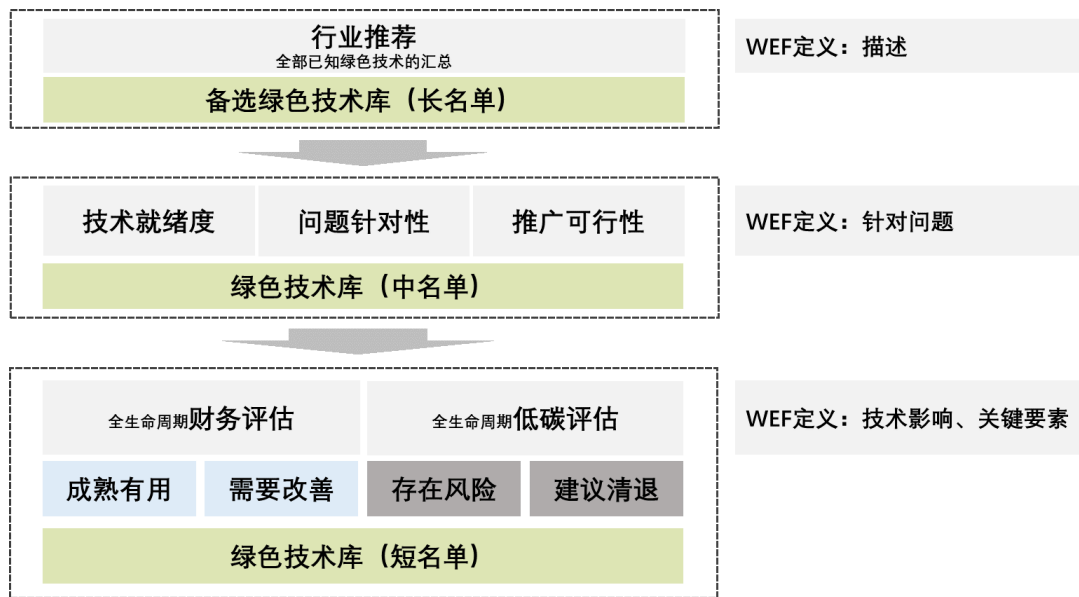 行业推荐
全部已知绿色技术的汇总
备选绿色技术库（长名单）
WEF定义：描述
技术就绪度
问题针对性
推广可行性
绿色技术库（中名单）
WEF定义：针对问题
全生命周期财务评估
全生命周期低碳评估
成熟有用
需要改善
存在风险
建议清退
绿色技术库（短名单）
WEF定义：技术影响、关键要素